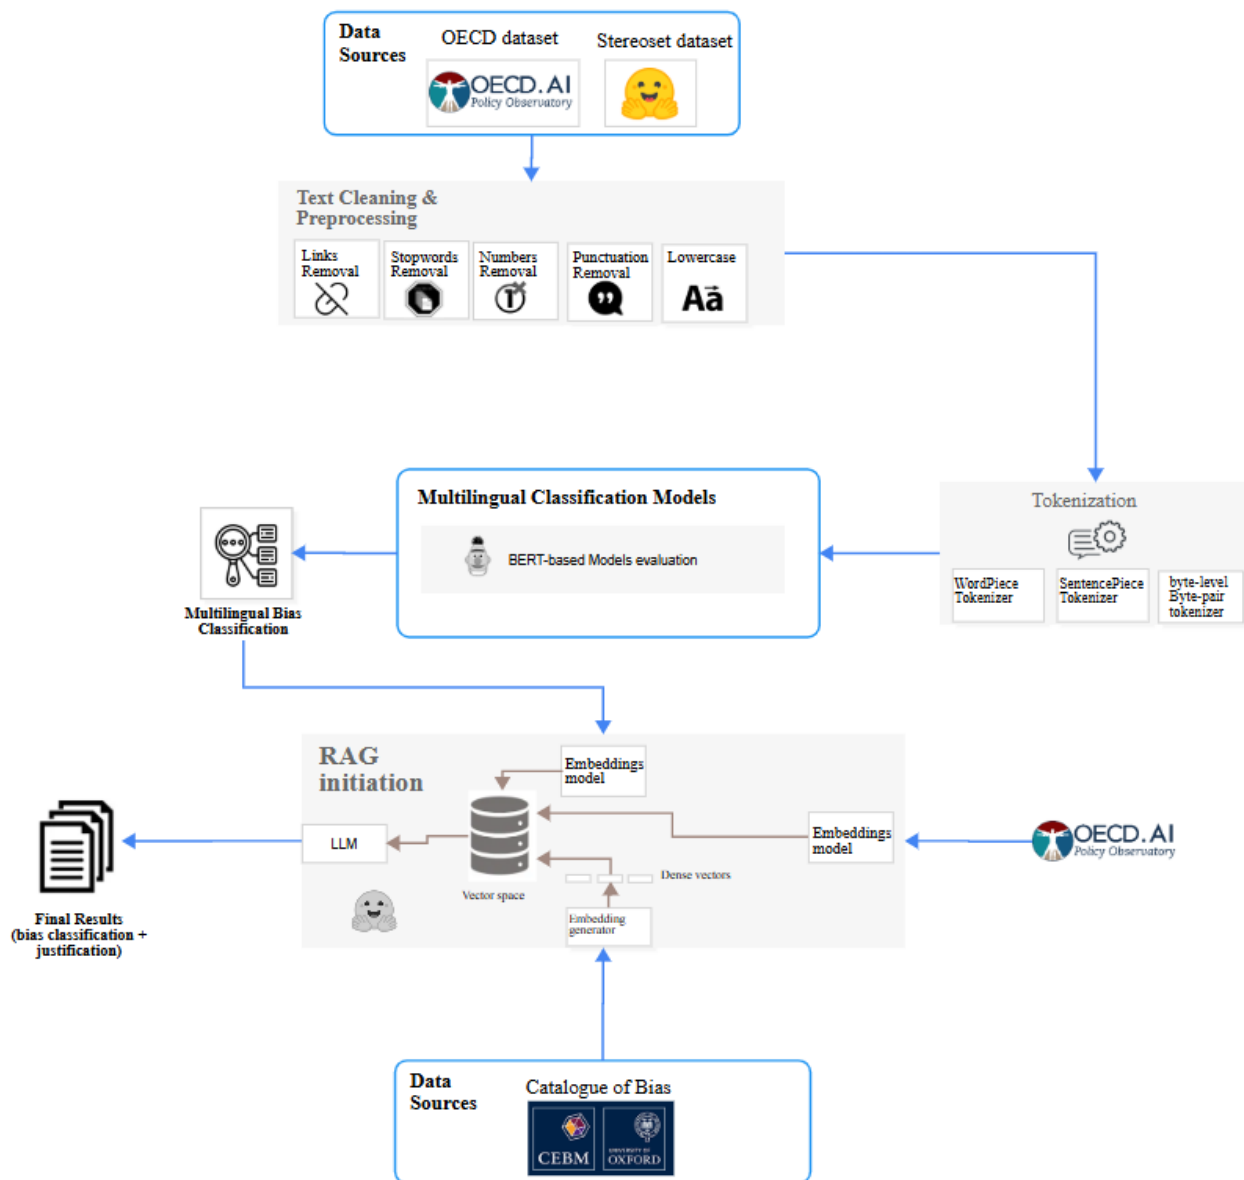 Data
Sources
OECD dataset
Stereoset dataset
OECD.AI
Policy Observatory
Text Cleaning &
Preprocessing
Links
Removal
Stopwords
Removal
Numbers
Removal
Punctuation
Removal
Lowercase
Aa
Multilingual Classification Models
BERT-based Models evaluation
Tokenization
WordPiece
Tokenizer
SentencePiece
Tokenizer
byte-level
Byte-pair
tokenizer
Multilingual Bias
Classification
RAG
initiation
Embeddings
model
Embeddings
model
OECD.AI
Policy Observatory
LLM
Vector space
Dense vectors
Embedding
generator
Final Results
(bias classification +
justification)
Data
Sources
Catalogue of Bias
CEBM
UNIVERSITY OF
OXFORD